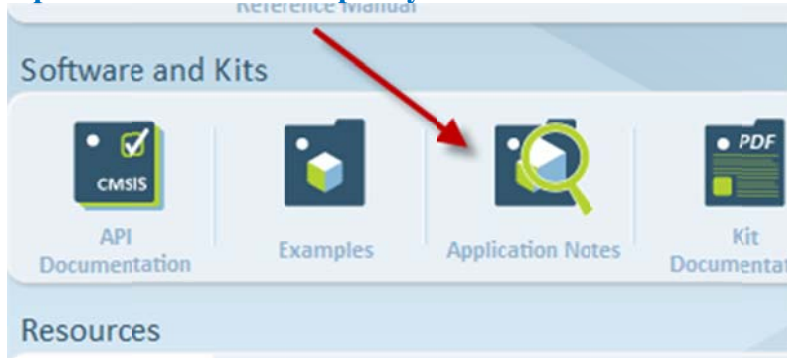 Reference Manual
Software and Kits
CMSIS
PDF
API
Documentation
Examples
Application Notes
Kit
Documentat
Resources